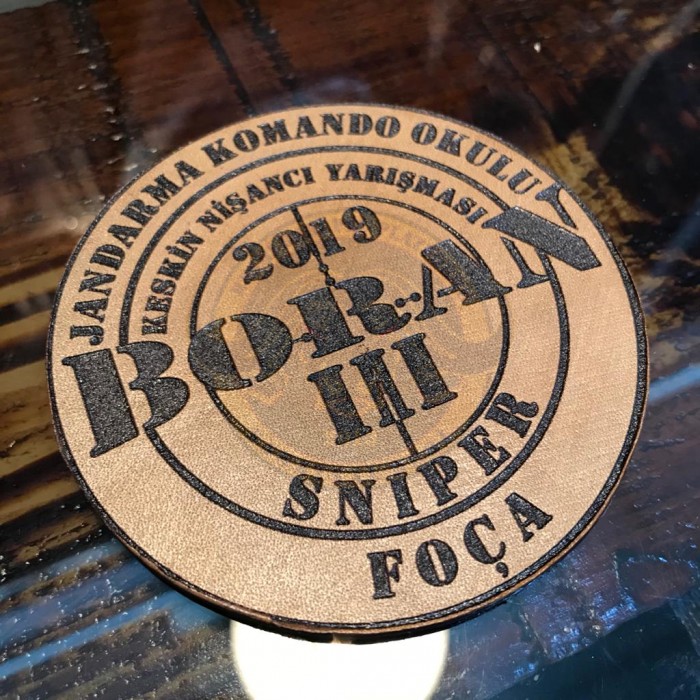 JANDARMA KOMANDO OKULU
KESKİN NİŞANCI YARIŞMASI
2019
BORAN
III
SNIPER
FOÇA